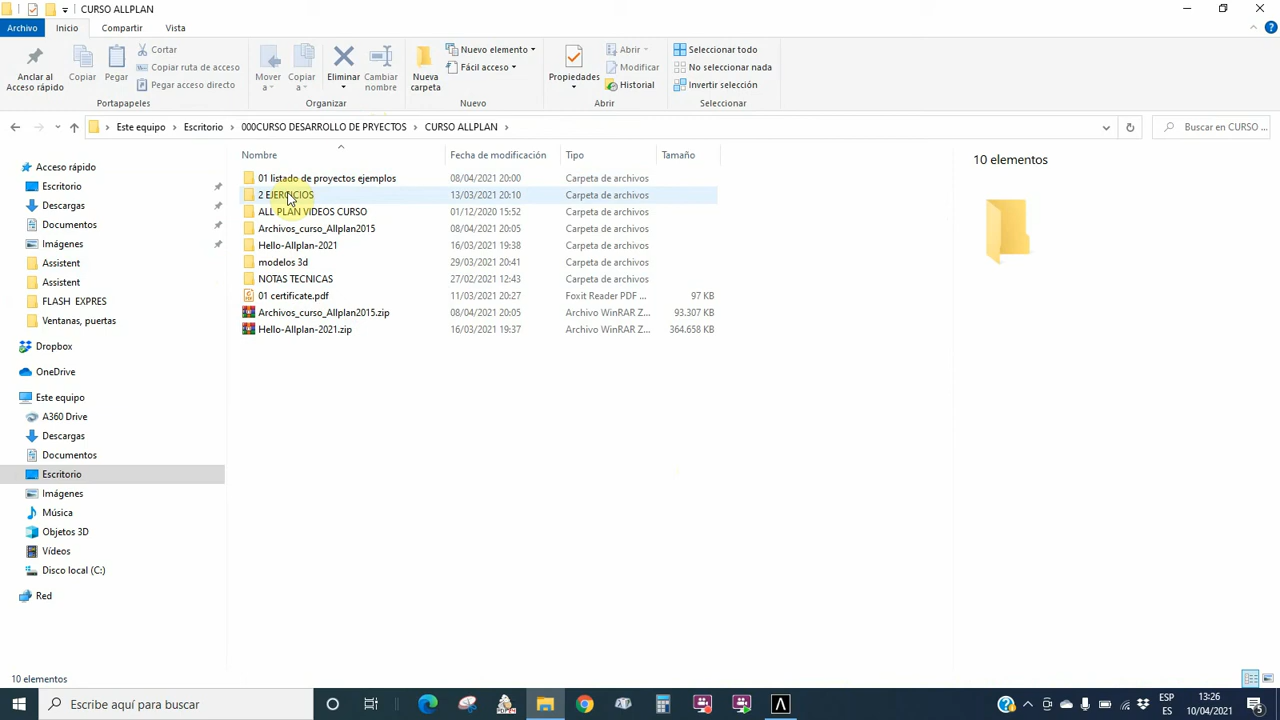 CURSO ALLPLAN
Archivo Inicio Compartir Vista
Anclar al Acceso rápido
Copiar
Pegar
Cortar
Copiar ruta de acceso
Pegar acceso directo
Portapapeles
Mover a
Copiar a
Eliminar
Cambiar nombre
Organizar
Nueva carpeta
Nuevo elemento
Fácil acceso
Nuevo
Propiedades
Abrir
Modificar
Historial
Abrir
Seleccionar todo
No seleccionar nada
Invertir selección
Seleccionar
Este equipo > Escritorio > 000CURSO DESARROLLO DE PRYECTOS > CURSO ALLPLAN >
Buscar en CURSO ...
Nombre Fecha de modificación Tipo Tamaño
01 listado de proyectos ejemplos 08/04/2021 20:00 Carpeta de archivos
2 EJERCICIOS 13/03/2021 20:10 Carpeta de archivos
ALL PLAN VIDEOS CURSO 01/12/2020 15:52 Carpeta de archivos
Archivos_curso_Allplan2015 08/04/2021 20:05 Carpeta de archivos
Hello-Allplan-2021 16/03/2021 19:38 Carpeta de archivos
modelos 3d 29/03/2021 20:41 Carpeta de archivos
NOTAS TECNICAS 27/02/2021 12:43 Carpeta de archivos
01 certificate.pdf 11/03/2021 20:27 Foxit Reader PDF ... 97 KB
Archivos_curso_Allplan2015.zip 08/04/2021 20:05 Archivo WinRAR Z... 93.307 KB
Hello-Allplan-2021.zip 16/03/2021 19:37 Archivo WinRAR Z... 364.658 KB
10 elementos
Acceso rápido
Escritorio
Descargas
Documentos
Imágenes
Assistent
Assistent
FLASH EXPRES
Ventanas, puertas
Dropbox
OneDrive
Este equipo
A360 Drive
Descargas
Documentos
Escritorio
Imágenes
Música
Objetos 3D
Vídeos
Disco local (C:)
Red
10 elementos
Escribe aquí para buscar
ESP
ES
13:26
10/04/2021
5